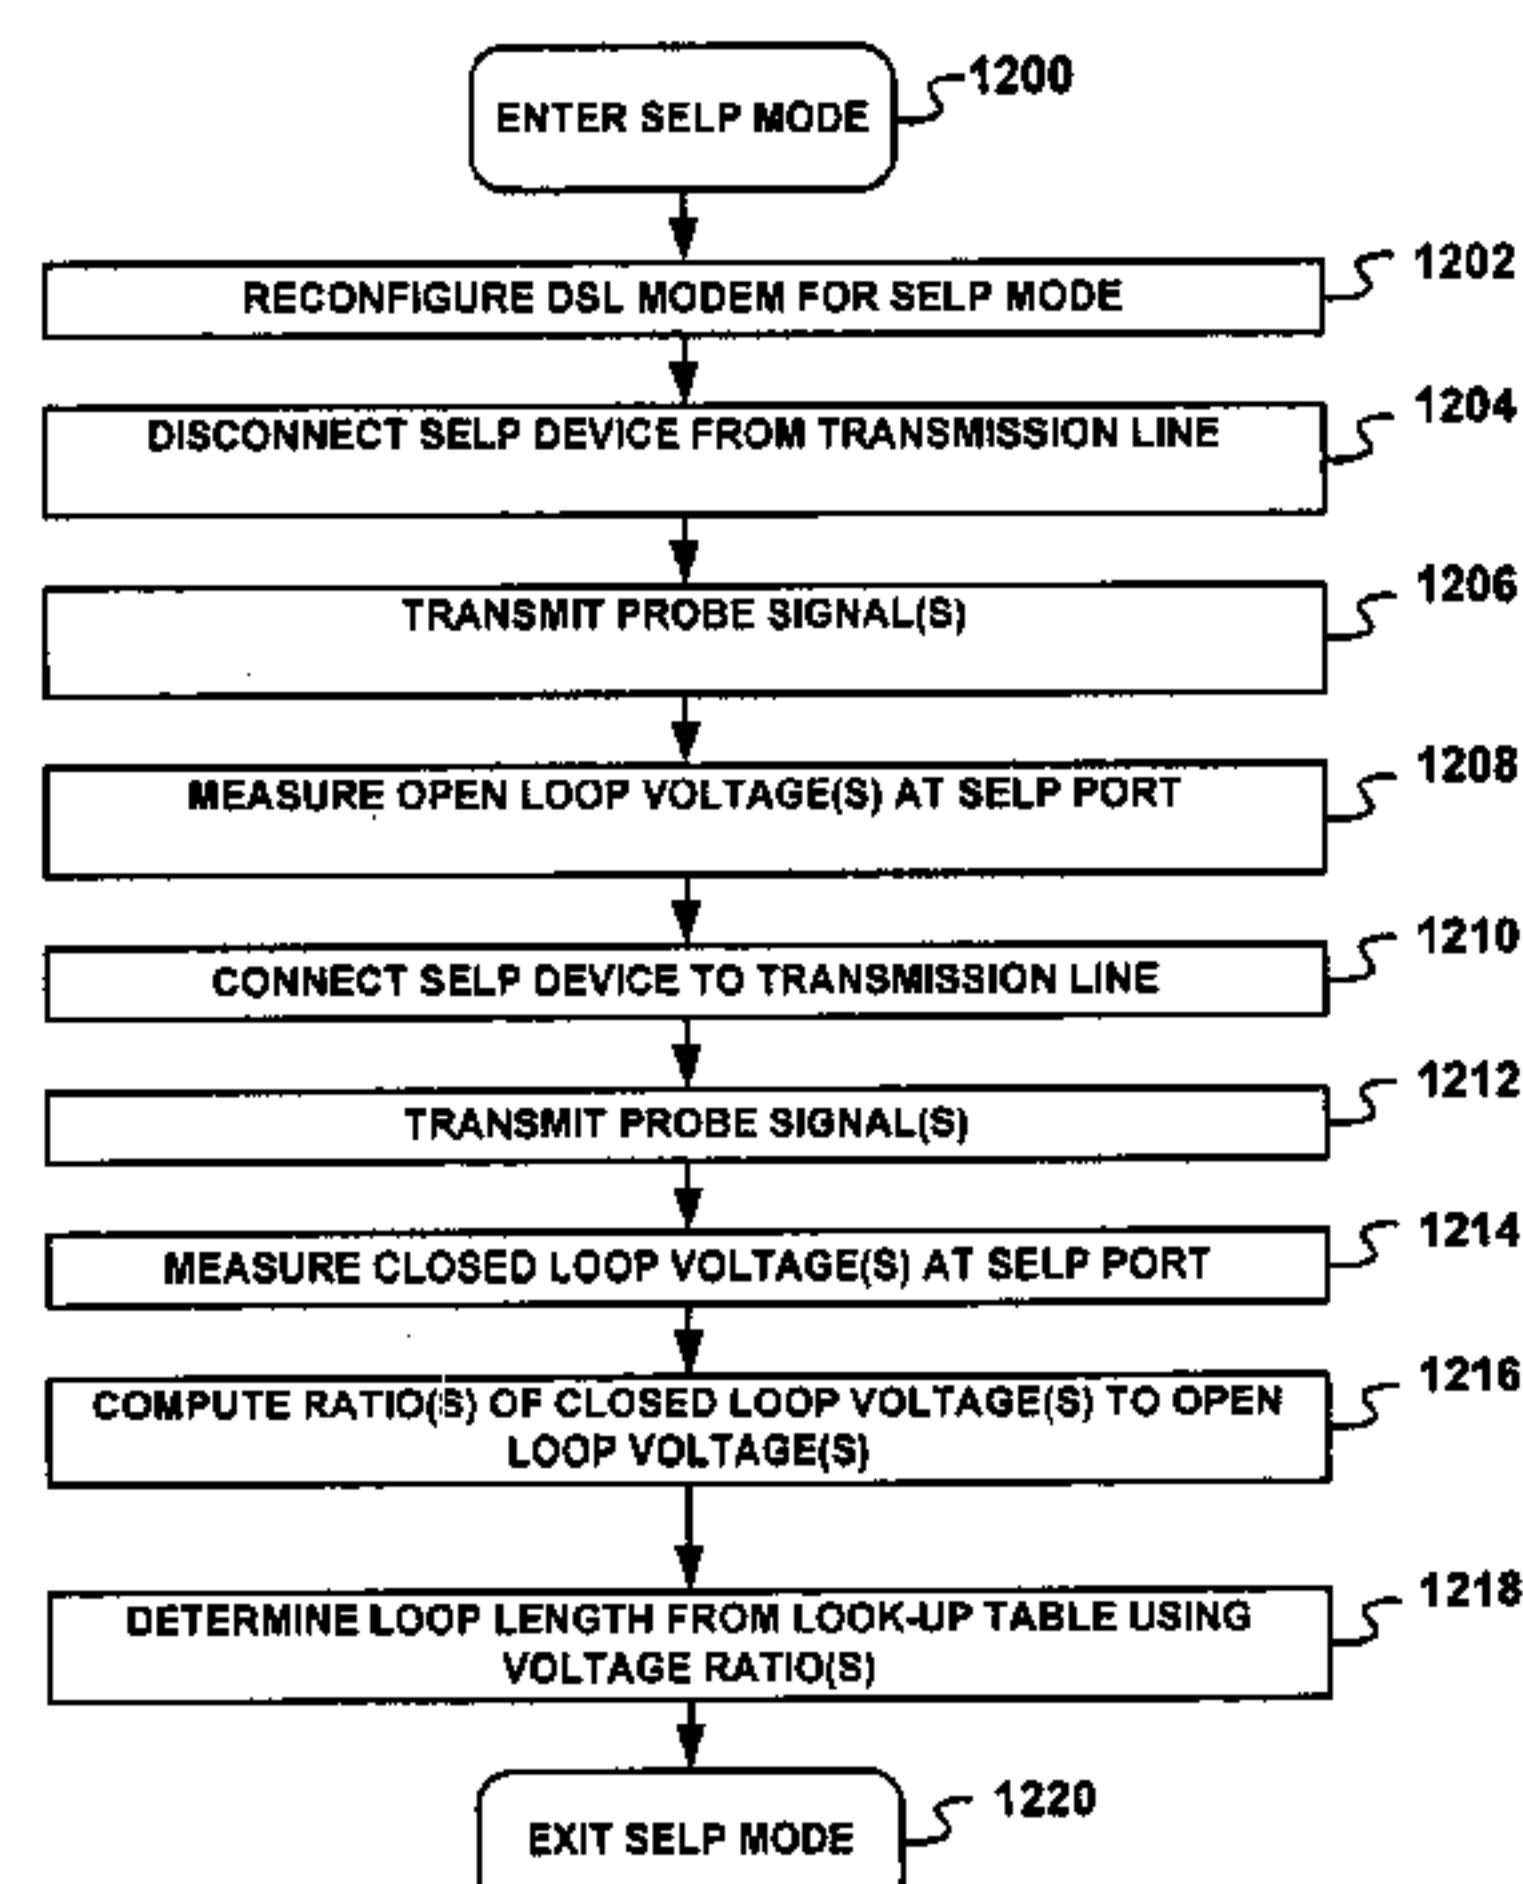 ENTER SELP MODE
1200
RECONFIGURE DSL MODEM FOR SELP MODE
1202
DISCONNECT SELP DEVICE FROM TRANSMISSION LINE
1204
TRANSMIT PROBE SIGNAL(S)
1206
MEASURE OPEN LOOP VOLTAGE(S) AT SELP PORT
1208
CONNECT SELP DEVICE TO TRANSMISSION LINE
1210
TRANSMIT PROBE SIGNAL(S)
1212
MEASURE CLOSED LOOP VOLTAGE(S) AT SELP PORT
1214
COMPUTE RATIO(S) OF CLOSED LOOP VOLTAGE(S) TO OPEN
LOOP VOLTAGE(S)
1216
DETERMINE LOOP LENGTH FROM LOOK-UP TABLE USING
VOLTAGE RATIO(S)
1218
EXIT SELP MODE
1220